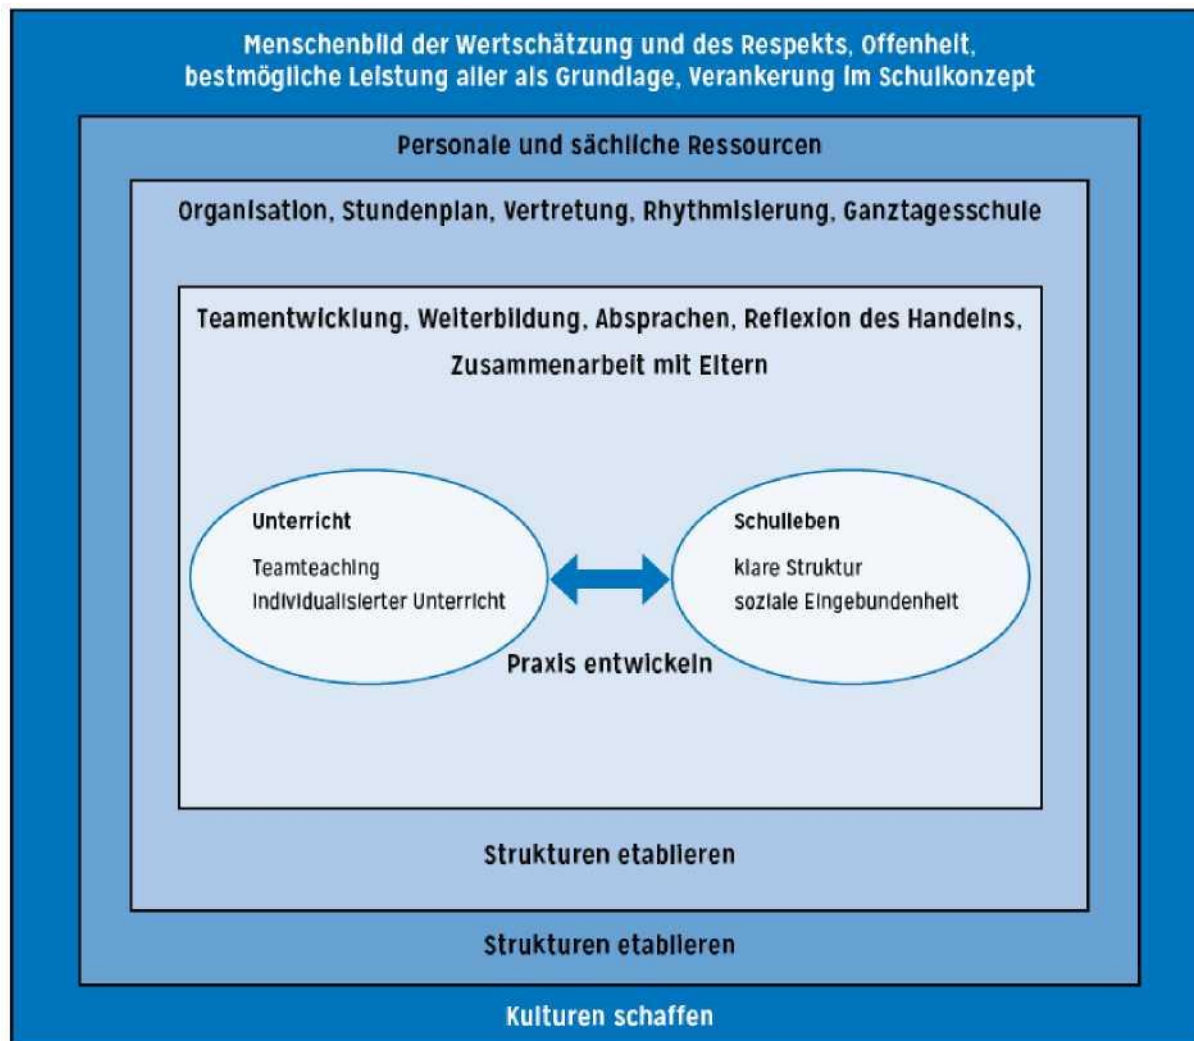 Menschenbild der Wertschätzung und des Respekts, Offenheit,
bestmögliche Leistung aller als Grundlage, Verankerung im Schulkonzept
Personale und sächliche Ressourcen
Organisation, Stundenplan, Vertretung, Rhythmisierung, Ganztagesschule
Teamentwicklung, Weiterbildung, Absprachen, Reflexion des Handelns,
Zusammenarbeit mit Eltern
Unterricht
Teamteaching
individualisierter Unterricht
Schulleben
klare Struktur
soziale Eingebundenheit
Praxis entwickeln
Strukturen etablieren
Strukturen etablieren
Kulturen schaffen